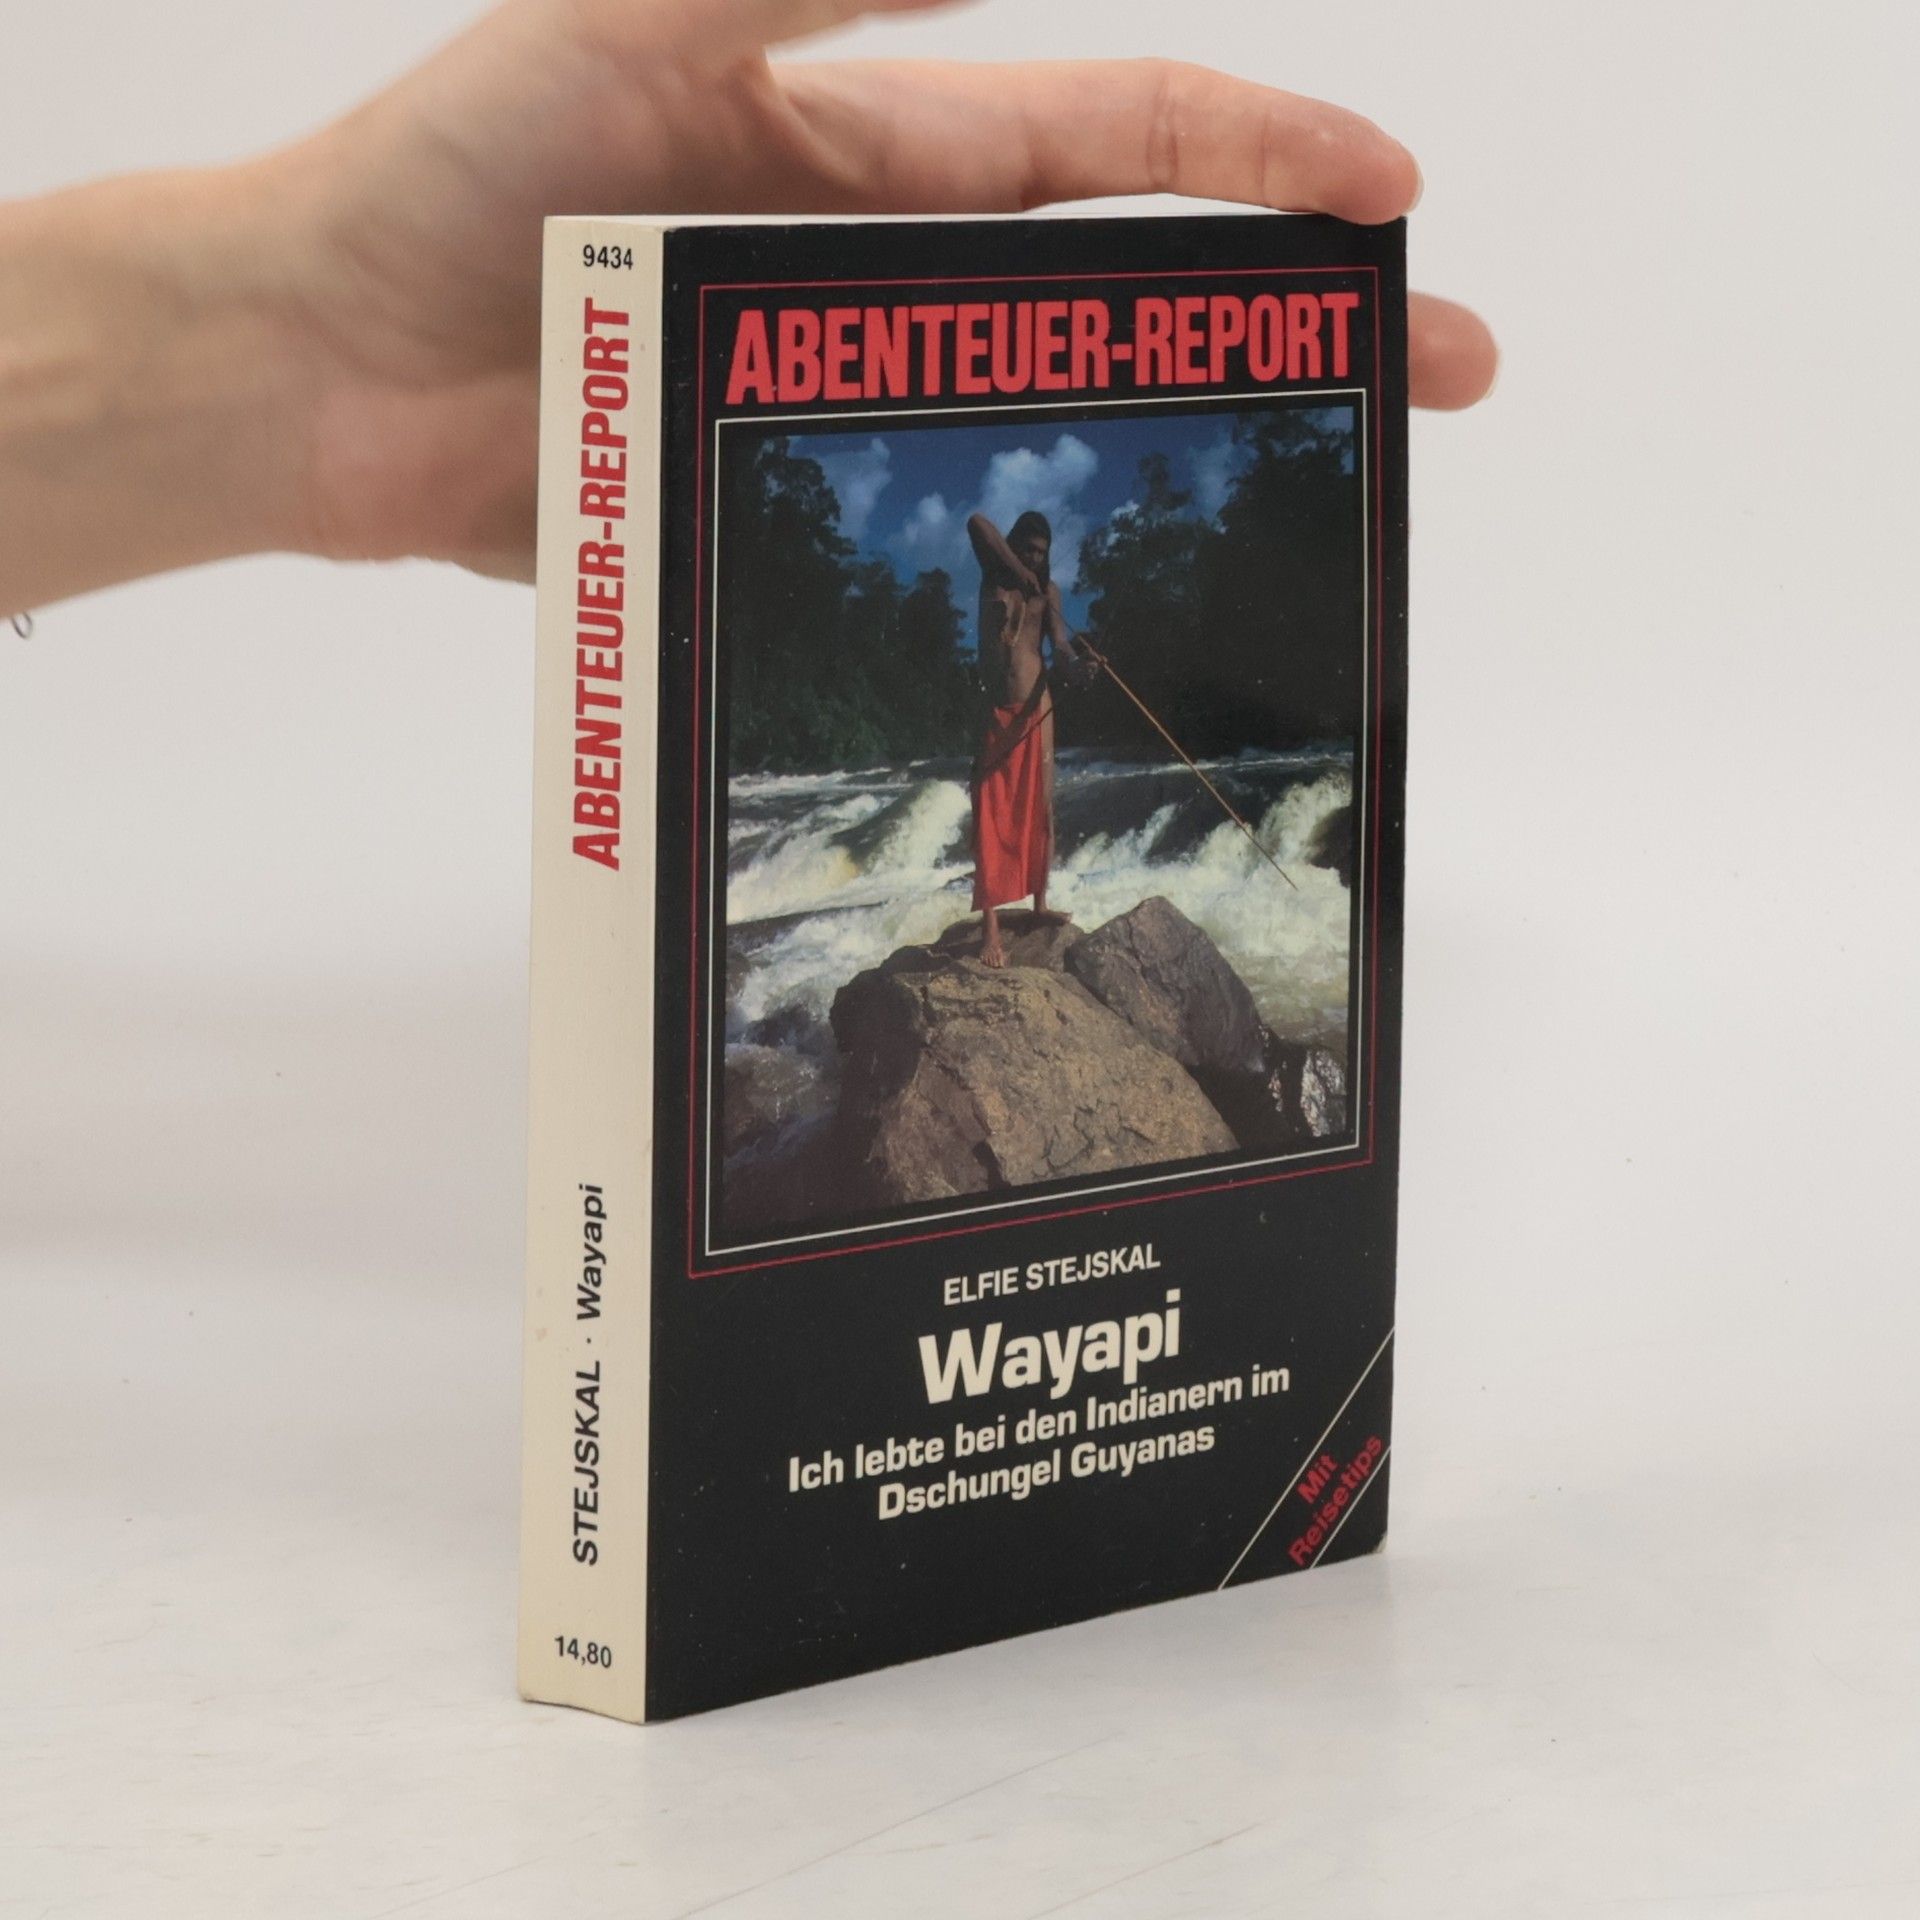 9434
ABENTEUER-REPORT
STEJSKAL · Wayapi
14,80
ABENTEUER-REPORT
ELFIE STEJSKAL
Wayapi
Ich lebte bei den Indianern im
Dschungel Guyanas
Mit
Reisetips